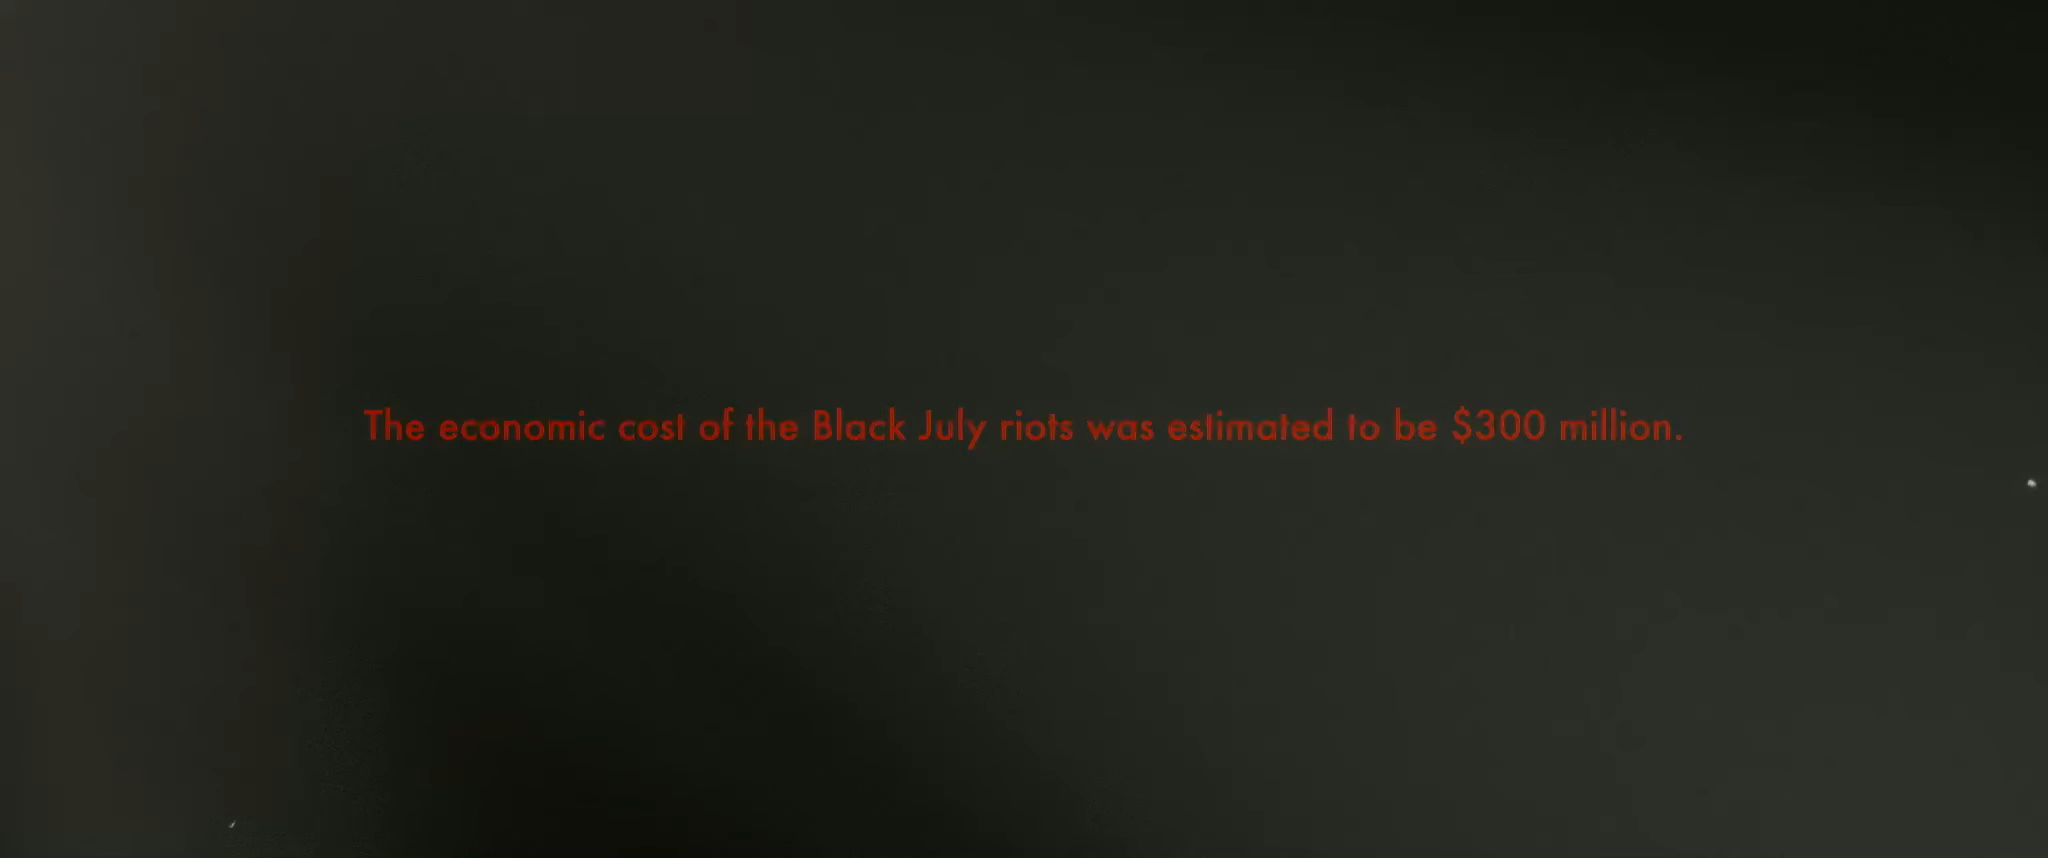 The economic cost of the Black July riots was estimated to be $300 million.